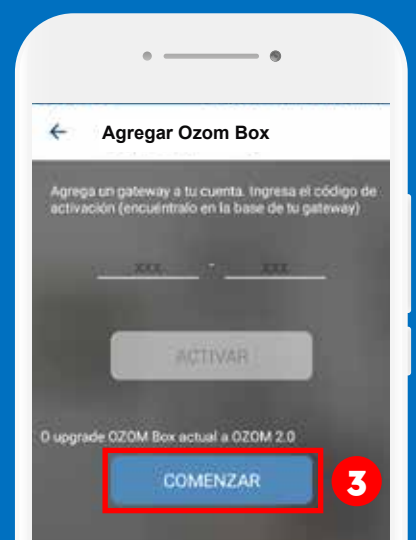 Agregar Ozom Box
Agrega un gateway a tu cuenta. Ingresa el código de
activación (encuéntralo en la base de tu gateway)
XXX - XXX
ACTIVAR
O upgrade OZOM Box actual a OZOM 2.0
COMENZAR
3